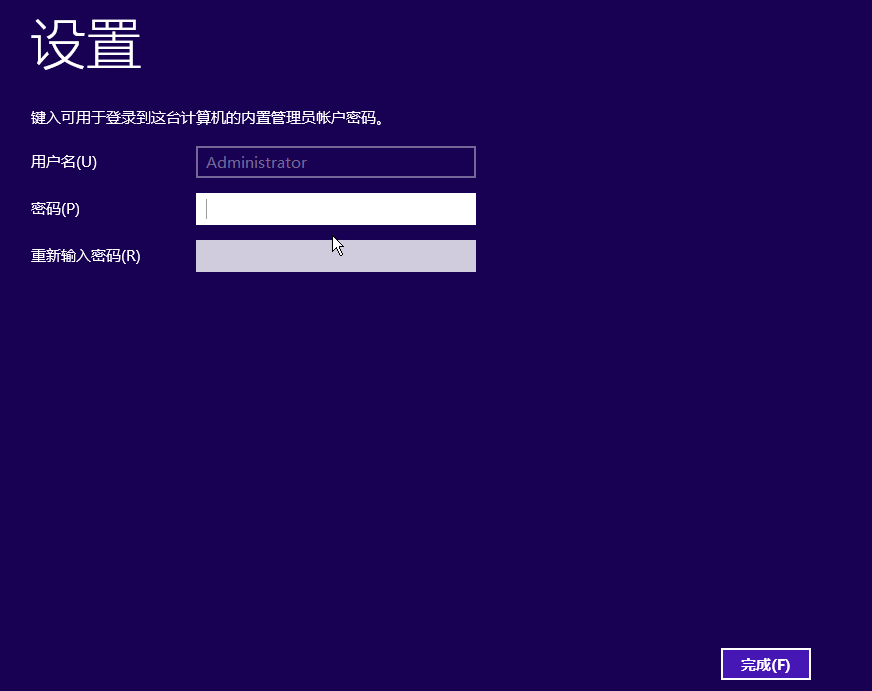 设置
键入可用于登录到这台计算机的内置管理员帐户密码。
用户名(U)
Administrator
密码(P)
重新输入密码(R)
完成(F)